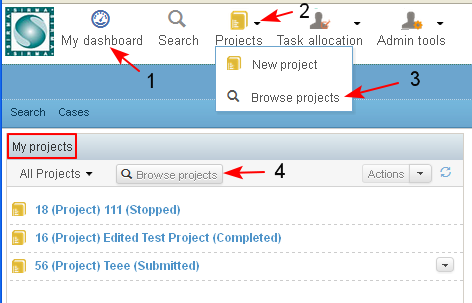 SIRMA
My dashboard Search Projects Task allocation Admin tools
1 2
New project
Browse projects 3
Search Cases
My projects
All Projects Browse projects 4 Actions
18 (Project) 111 (Stopped)
16 (Project) Edited Test Project (Completed)
56 (Project) Teee (Submitted)